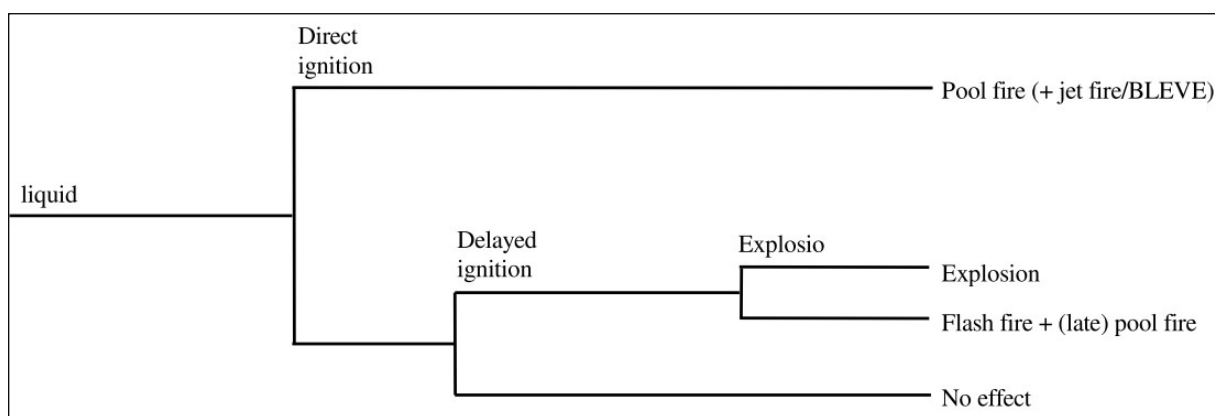 Direct
ignition
Pool fire (+ jet fire/BLEVE)
liquid
Delayed
ignition
Explosio
Explosion
Flash fire + (late) pool fire
No effect